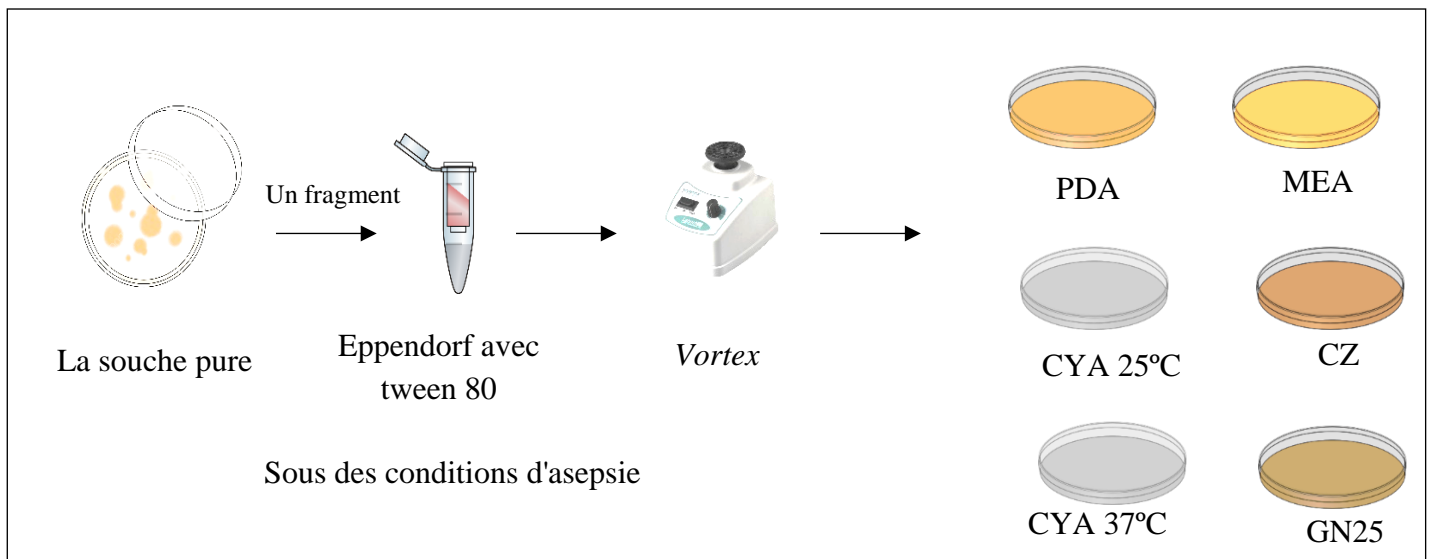 Un fragment
La souche pure
Eppendorf avec
tween 80
Vortex
Sous des conditions d'asepsie
PDA
MEA
CYA 25ºC
CZ
CYA 37ºC
GN25